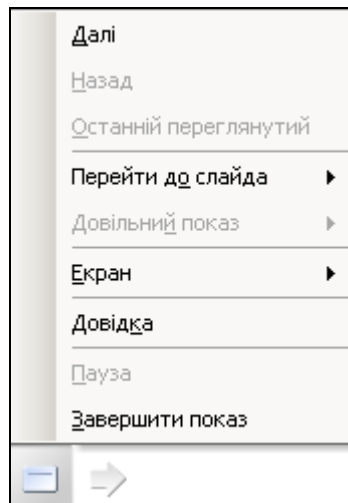 Далі
Назад
Останній переглянутий
Перейти до слайда
Довільний показ
Екран
Довідка
Пауза
Завершити показ